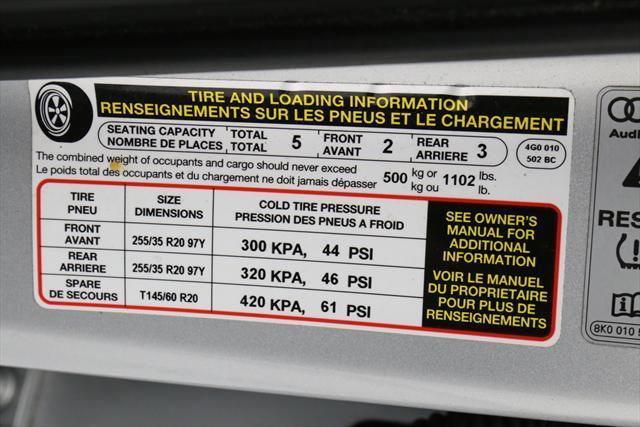 TIRE AND LOADING INFORMATION
RENSEIGNEMENTS SUR LES PNEUS ET LE CHARGEMENT
SEATING CAPACITY TOTAL 5 FRONT 2 REAR 3
NOMBRE DE PLACES TOTAL AVANT ARRIERE
4G0 010
502 BC
The combined weight of occupants and cargo should never exceed 500 kg or 1102 lbs.
Le poids total des occupants et du chargement ne doit jamais dépasser kg ou lb.
TIRE SIZE COLD TIRE PRESSURE
PNEU DIMENSIONS PRESSION DES PNEUS A FROID
FRONT
AVANT 255/35 R20 97Y 300 KPA, 44 PSI
REAR
ARRIERE 255/35 R20 97Y 320 KPA, 46 PSI
SPARE
DE SECOURS T145/60 R20 420 KPA, 61 PSI
SEE OWNER'S
MANUAL FOR
ADDITIONAL
INFORMATION
VOIR LE MANUEL
DU PROPRIETAIRE
POUR PLUS DE
RENSEIGNEMENTS
Audi
RES
8K0 010